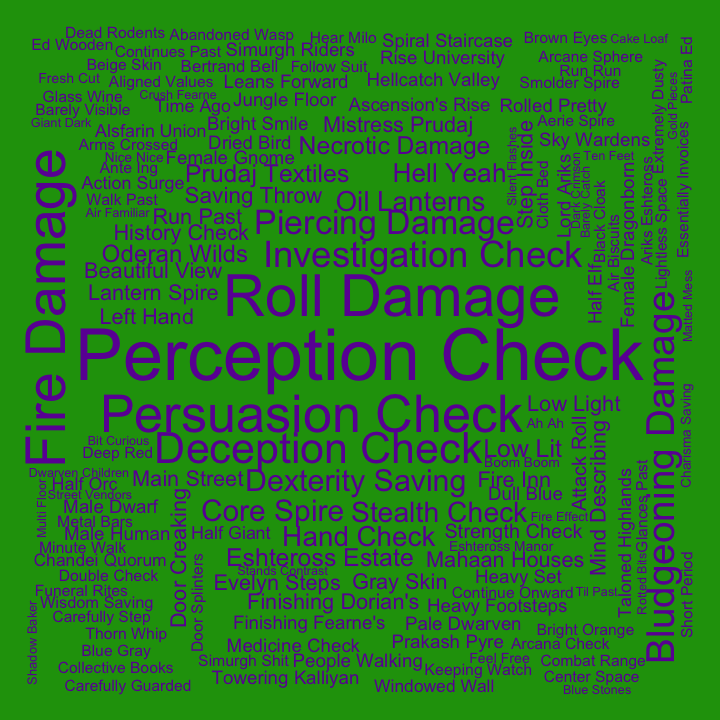 Dead Rodents
Abandoned Wasp
Hear Milo
Spiral Staircase
Brown Eyes
Cake Loaf
Ed Wooden
Continues Past
Simurgh Riders
Rise University
Arcane Sphere
Beige Skin
Bertrand Bell
Follow Suit
Run Run
Fresh Cut
Aligned Values
Leans Forward
Hellcatch Valley
Smolder Spire
Glass Wine
Crush Fearne
Jungle Floor
Barely Visible
Time Ago
Ascension's Rise
Rolled Pretty
Giant Dark
Alsfarin Union
Bright Smile
Mistress Prudaj
Aerie Spire
Arms Crossed
Dried Bird
Necrotic Damage
Sky Wardens
Nice Nice
Female Gnome
Ten Feet
Ante Ing
Prudaj Textiles
Hell Yeah
Action Surge
Saving Throw
Oil Lanterns
Walk Past
Air Familiar
Run Past
Piercing Damage
History Check
Oderan Wilds
Investigation Check
Beautiful View
Lantern Spire
Roll Damage
Left Hand
Perception Check
Persuasion Check
Low Light
Ah Ah
Bit Curious
Deep Red
Deception Check
Low Lit
Boom Boom
Dwarven Children
Half Orc
Main Street
Dexterity Saving
Fire Inn
Street Vendors
Dull Blue
Male Dwarf
Core Spire
Stealth Check
Fire Effect
Metal Bars
Male Human
Half Giant
Hand Check
Strength Check
Minute Walk
Eshteross Manor
Chandei Quorum
Eshteross Estate
Mahaan Houses
Stands Contrast
Double Check
Evelyn Steps
Gray Skin
Heavy Set
Funeral Rites
Continue Onward
Til Past
Wisdom Saving
Finishing Dorian's
Heavy Footsteps
Carefully Step
Finishing Fearne's
Pale Dwarven
Thorn Whip
Bright Orange
Medicine Check
Prakash Pyre
Arcana Check
Blue Gray
Simurgh Shit
People Walking
Feel Free
Combat Range
Collective Books
Keeping Watch
Towering Kalliyan
Center Space
Carefully Guarded
Windowed Wall
Blue Stones
Fire Damage
Multi Floor
Shadow Baker
Door Creaking
Door Splinters
Silent Flashes
Step Inside
Cloth Bed
Lord Ariks
Dark Crimson
Barely Catch
Black Cloak
Half Elf
Air Biscuits
Female Dragonborn
Ariks Eshteross
Lightless Space
Extremely Dusty
Gold Pieces
Patina Ed
Essentially Invoices
Matted Mess
Bludgeoning Damage
Charisma Saving
Attack Roll
Mind Describing
Taloned Highlands
Glances Past
Rotted Bits
Short Period